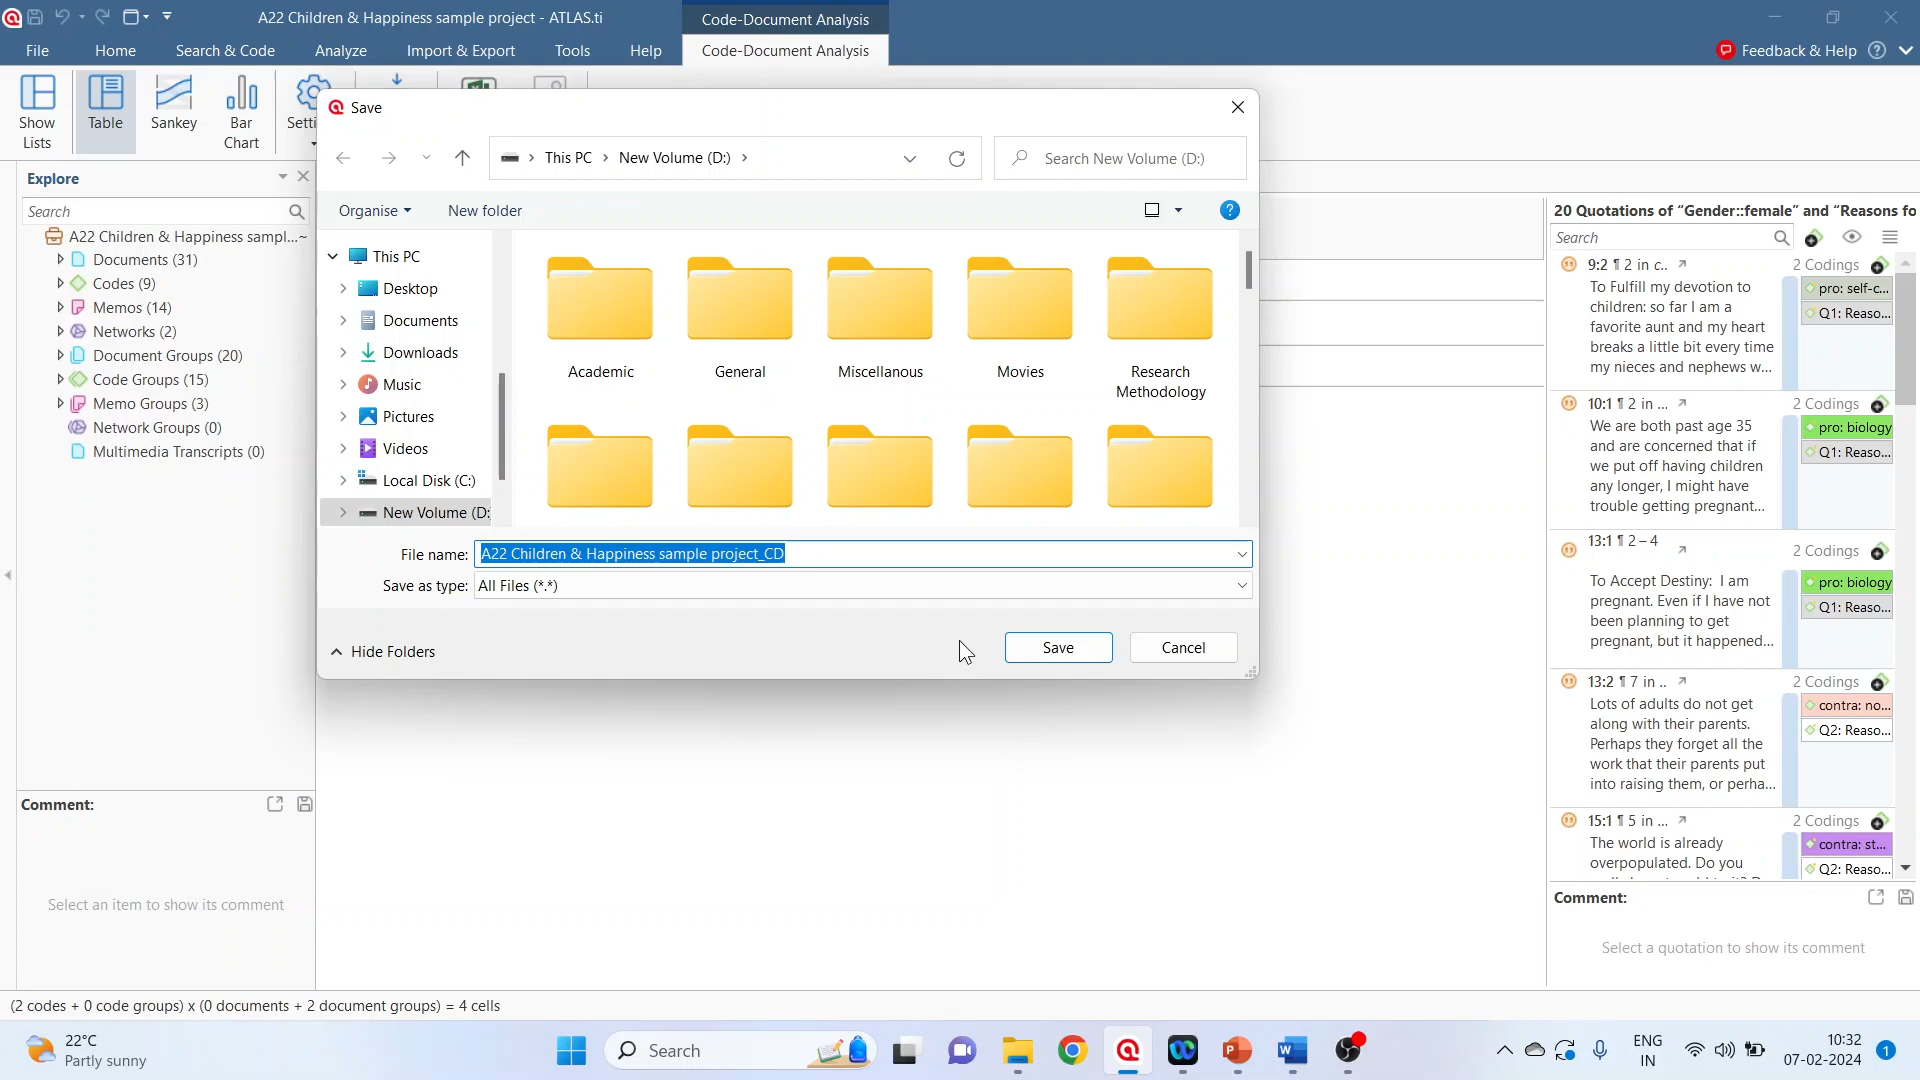 A22 Children & Happiness sample project - ATLAS.ti
Code-Document Analysis
File
Home
Search & Code
Analyze
Import & Export
Tools
Help
Code-Document Analysis
Feedback & Help
Show Lists
Table
Sankey
Bar Chart
Save
This PC > New Volume (D:) >
Search New Volume (D:)
Organise
New folder
Explore
Search
A22 Children & Happiness sampl...~
Documents (31)
Codes (9)
Memos (14)
Networks (2)
Document Groups (20)
Code Groups (15)
Memo Groups (3)
Network Groups (0)
Multimedia Transcripts (0)
This PC
Desktop
Documents
Downloads
Music
Pictures
Videos
Local Disk (C:)
New Volume (D:
Academic
General
Miscellanous
Movies
Research
Methodology
File name: A22 Children & Happiness sample project_CD
Save as type: All Files (*.*)
Hide Folders
Save
Cancel
20 Quotations of “Gender::female” and “Reasons fo
Search
9:2 ¶ 2 in c..
2 Codings
To Fulfill my devotion to
children: so far I am a
favorite aunt and my heart
breaks a little bit every time
my nieces and nephews w...
pro: self-c...
Q1: Reaso...
10:1 ¶ 2 in ...
2 Codings
We are both past age 35
and are concerned that if
we put off having children
any longer, I might have
trouble getting pregnant...
pro: biology
Q1: Reaso...
13:1 ¶ 2 – 4
2 Codings
To Accept Destiny: I am
pregnant. Even if I have not
been planning to get
pregnant, but it happened...
pro: biology
Q1: Reaso...
13:2 ¶ 7 in ..
2 Codings
Lots of adults do not get
along with their parents.
Perhaps they forget all the
work that their parents put
into raising them, or perha...
contra: no...
Q2: Reaso...
15:1 ¶ 5 in ...
2 Codings
The world is already
overpopulated. Do you
contra: st...
Q2: Reaso...
Comment:
Select an item to show its comment
Comment:
Select a quotation to show its comment
(2 codes + 0 code groups) x (0 documents + 2 document groups) = 4 cells
22°C
Partly sunny
Search
ENG
IN
10:32
07-02-2024
1